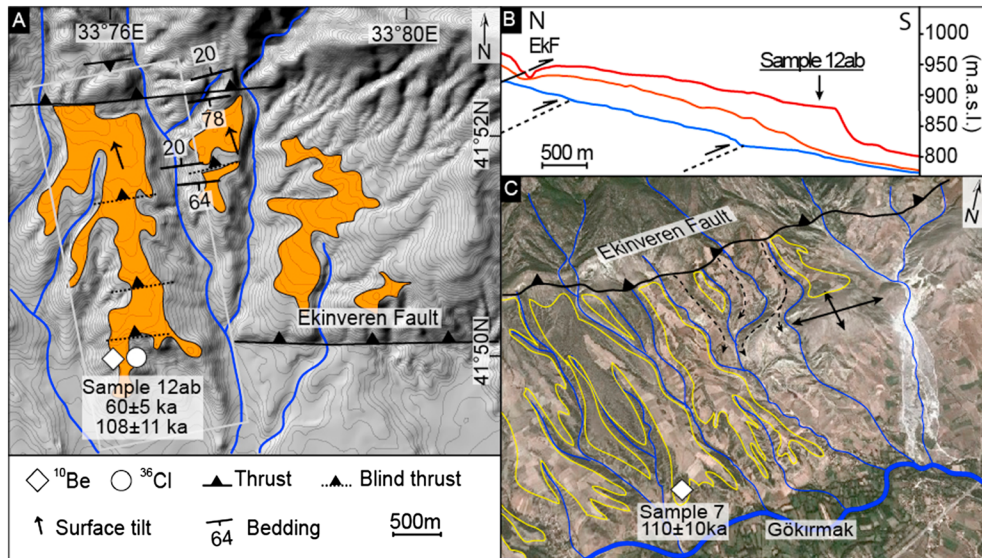 A
33°76
33°80
N
20
78
20
64
41°52N
Ekinveren Fault
41°50N
Sample 12ab
60±5 ka
108±11 ka
¹⁰Be
³⁶Cl
Thrust
Blind thrust
Surface tilt
64
Bedding
500m
B
N
S
EkF
Sample 12ab
500 m
1000
950
900
850
800
(m.a.s.l.)
C
N
Ekinveren Fault
Sample 7
110±10ka
Gökırmak